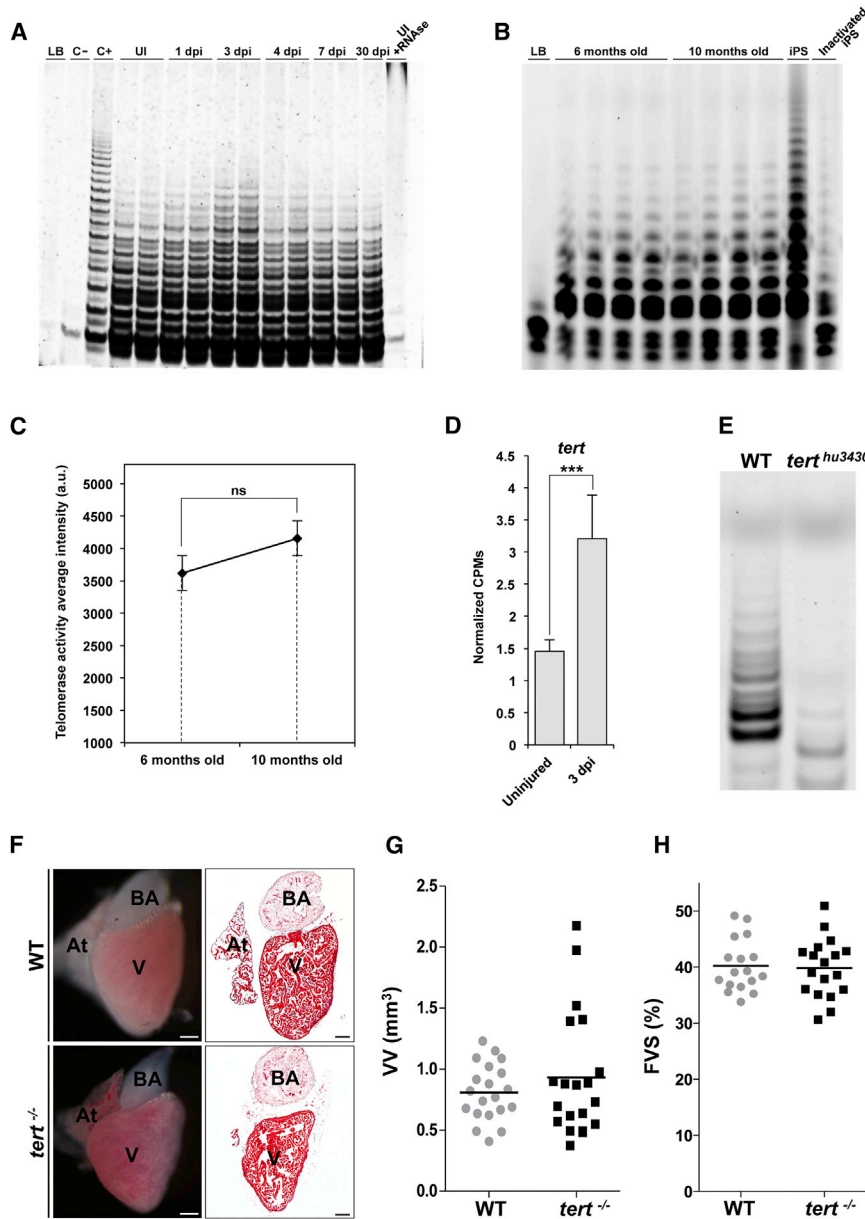 A
LB C− C+ UI 1 dpi 3 dpi 4 dpi 7 dpi 30 dpi UI +RNAse
B
LB 6 months old 10 months old iPS Inactivated iPS
C
Telomerase activity average intensity (a.u.)
5000
4500
4000
3500
3000
2500
2000
1500
1000
ns
6 months old 10 months old
D
tert
Normalized CPMs
4.5
4
3.5
3
2.5
2
1.5
1
0.5
0
***
Uninjured 3 dpi
E
WT tert hu3430
F
WT
BA
At
V
BA
At
V
tert -/-
BA
At
V
BA
V
G
VV (mm3)
2.5
2.0
1.5
1.0
0.5
0.0
WT tert -/-
H
FVS (%)
50
40
30
20
10
0
WT tert -/-